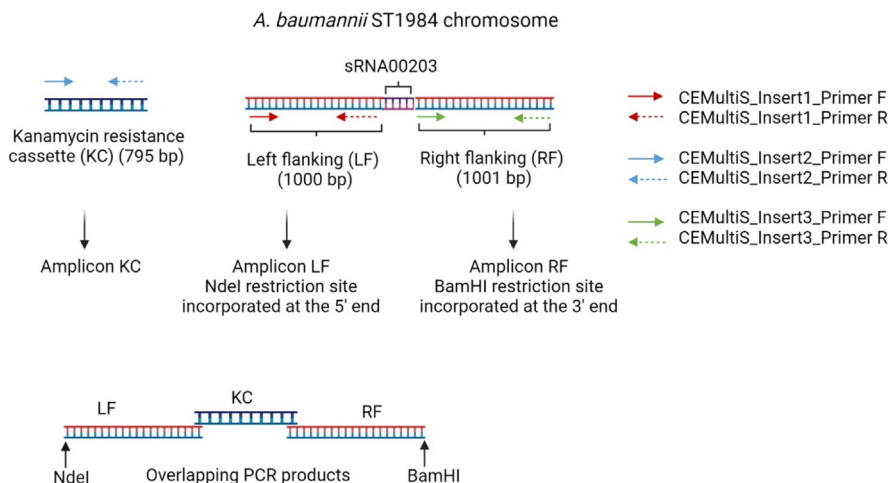 A. baumannii ST1984 chromosome
sRNA00203
Kanamycin resistance
cassette (KC) (795 bp)
Left flanking (LF)
(1000 bp)
Right flanking (RF)
(1001 bp)
CEMultiS_Insert1_Primer F
CEMultiS_Insert1_Primer R
CEMultiS_Insert2_Primer F
CEMultiS_Insert2_Primer R
CEMultiS_Insert3_Primer F
CEMultiS_Insert3_Primer R
Amplicon KC
Amplicon LF
NdeI restriction site
incorporated at the 5' end
Amplicon RF
BamHI restriction site
incorporated at the 3' end
LF
KC
RF
NdeI
Overlapping PCR products
BamHI